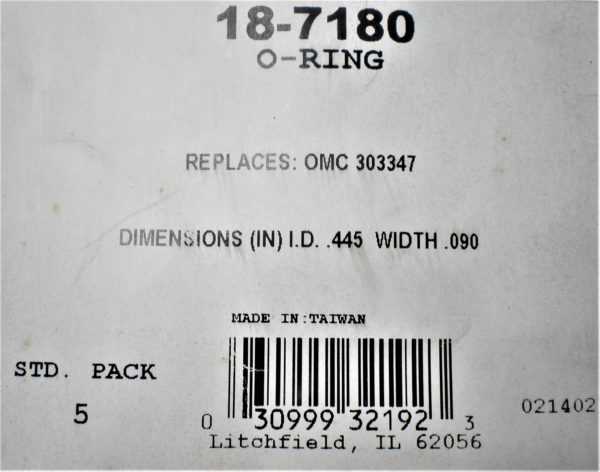 18-7180
O-RING
REPLACES: OMC 303347
DIMENSIONS (IN) I.D. .445 WIDTH .090
MADE IN:TAIWAN
STD. PACK
5
0 30999 32192 3
021402
Litchfield, IL 62056